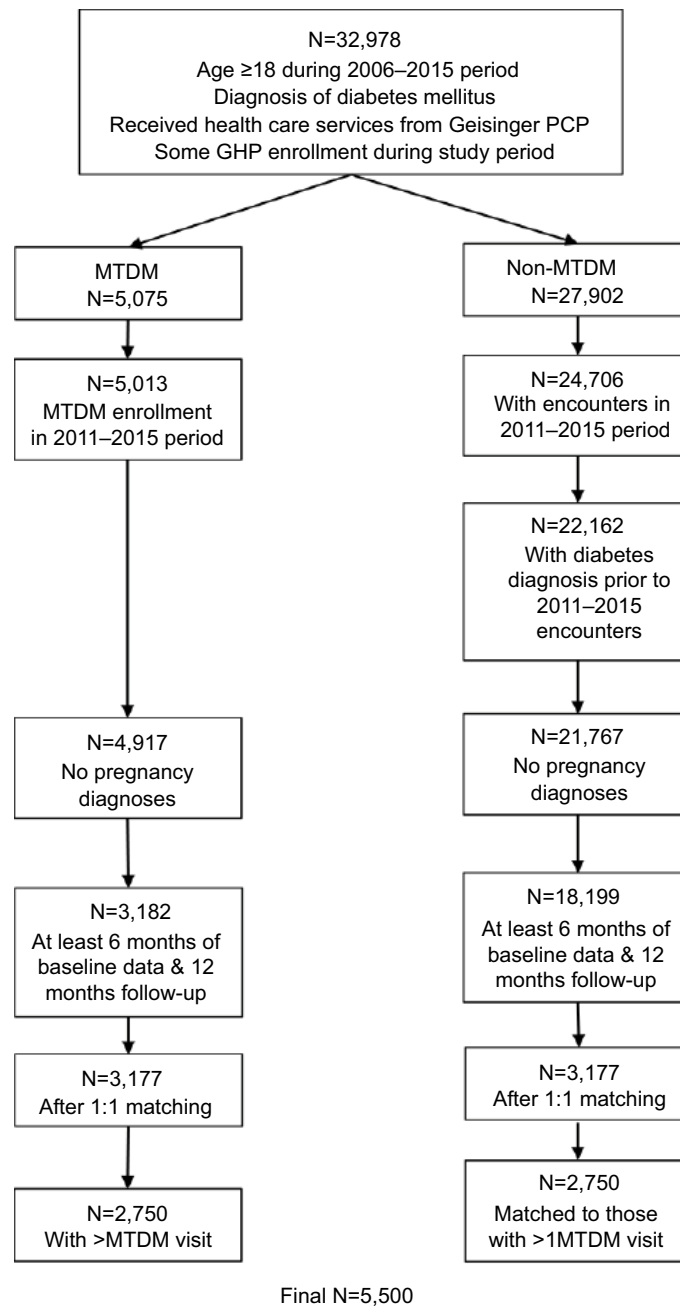 N=32,978
Age ≥18 during 2006–2015 period
Diagnosis of diabetes mellitus
Received health care services from Geisinger PCP
Some GHP enrollment during study period
MTDM
N=5,075
Non-MTDM
N=27,902
N=5,013
MTDM enrollment
in 2011–2015 period
N=24,706
With encounters in
2011–2015 period
N=22,162
With diabetes
diagnosis prior to
2011–2015
encounters
N=4,917
No pregnancy
diagnoses
N=21,767
No pregnancy
diagnoses
N=3,182
At least 6 months of
baseline data & 12
months follow-up
N=18,199
At least 6 months of
baseline data & 12
months follow-up
N=3,177
After 1:1 matching
N=3,177
After 1:1 matching
N=2,750
With >MTDM visit
N=2,750
Matched to those
with >1MTDM visit
Final N=5,500